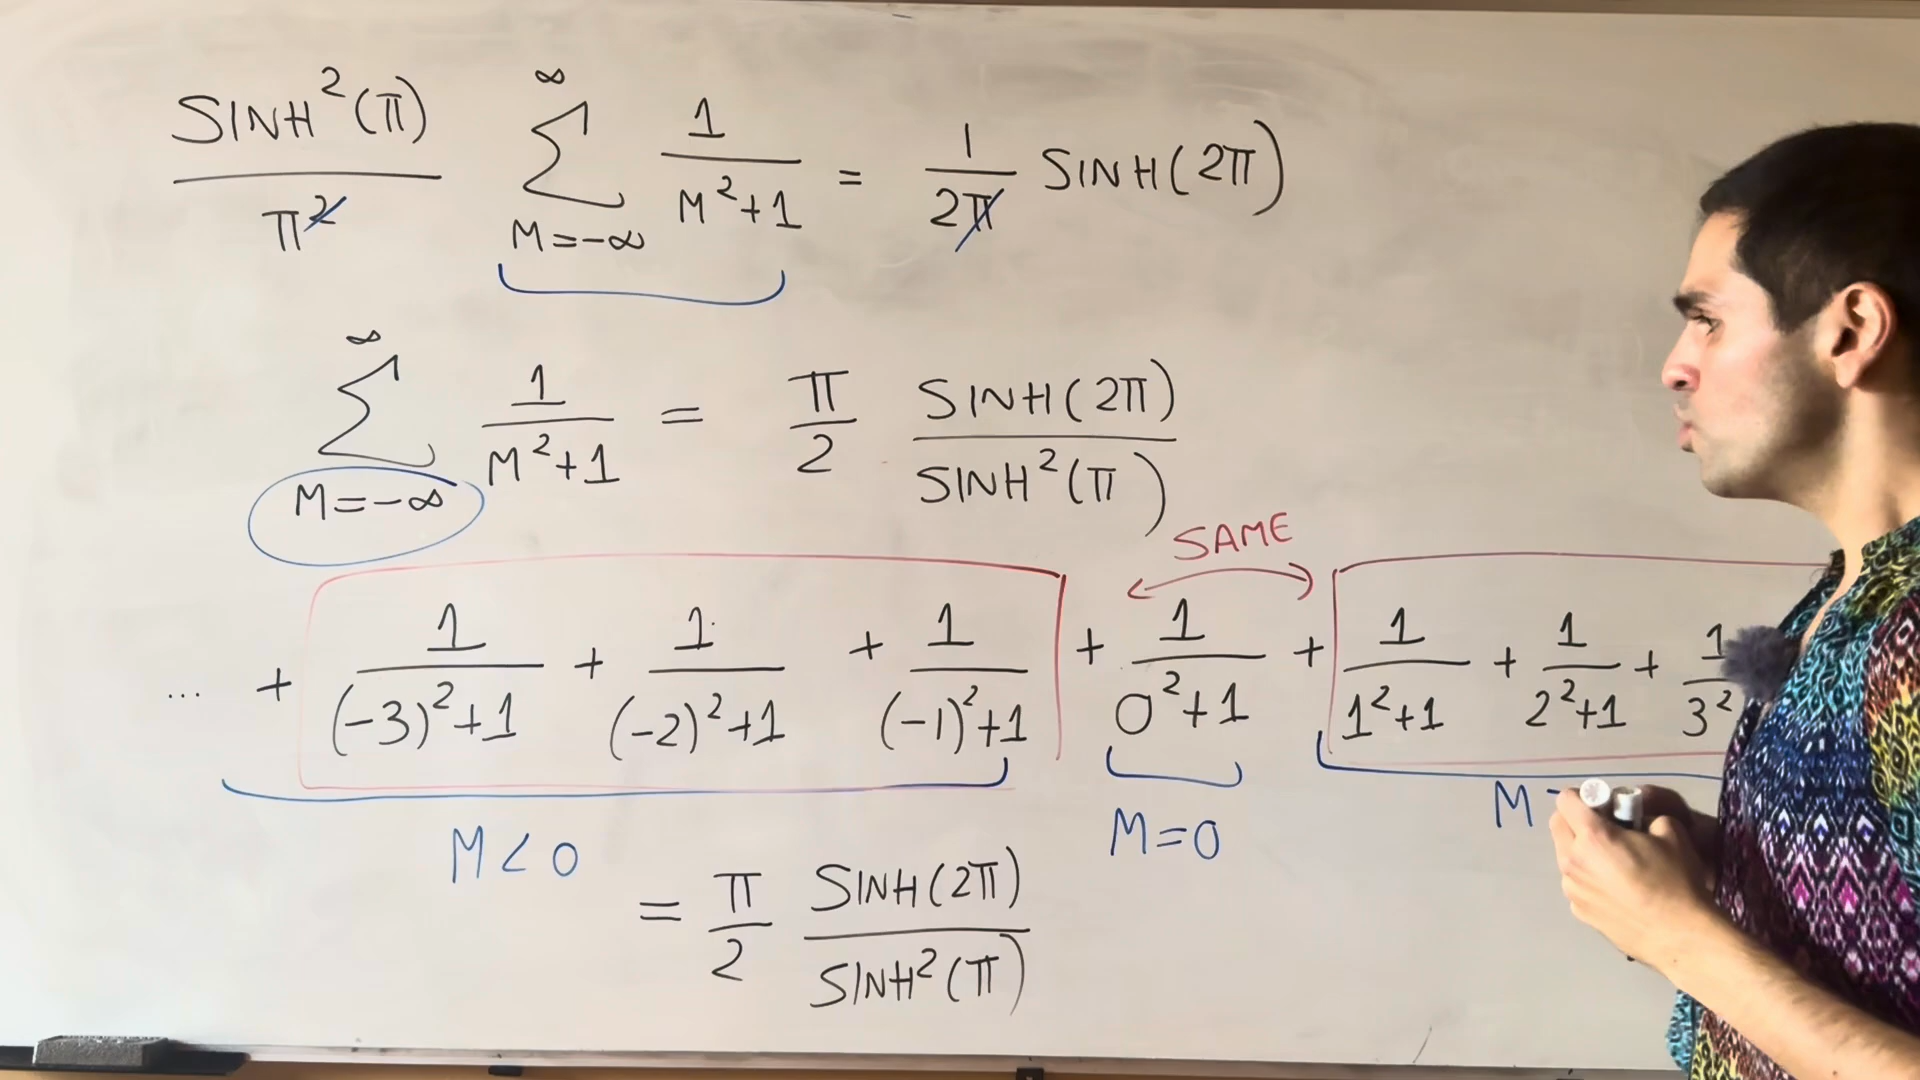 SINH²(π)/π² ∞ΣM=-∞ 1/(M²+1) = 1/(2π) SINH(2π)
∞ΣM=-∞ 1/(M²+1) = π/2 SINH(2π)/SINH²(π)
SAME
... + 1/((-3)²+1) + 1/((-2)²+1) + 1/((-1)²+1) + 1/(0²+1) + 1/(1²+1) + 1/(2²+1) + 1/3²
M<0 M=0 M
= π/2 SINH(2π)/SINH²(π)